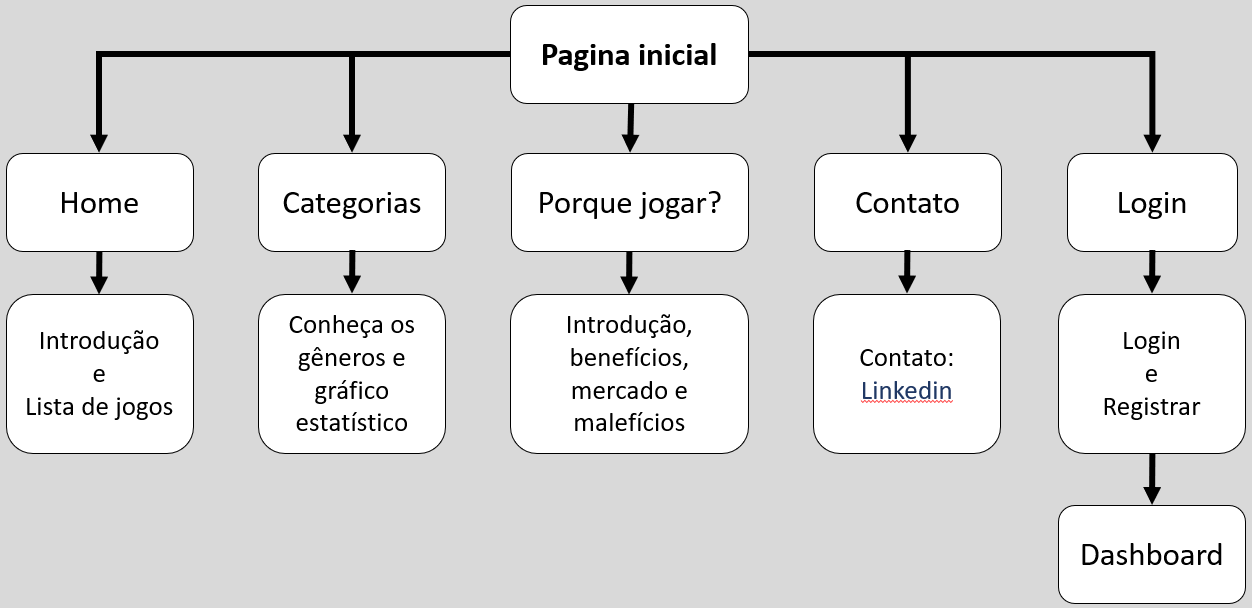 Pagina inicial
Home
Categorias
Porque jogar?
Contato
Login
Introdução
e
Lista de jogos
Conheça os
gêneros e
gráfico
estatístico
Introdução,
benefícios,
mercado e
malefícios
Contato:
Linkedin
Login
e
Registrar
Dashboard